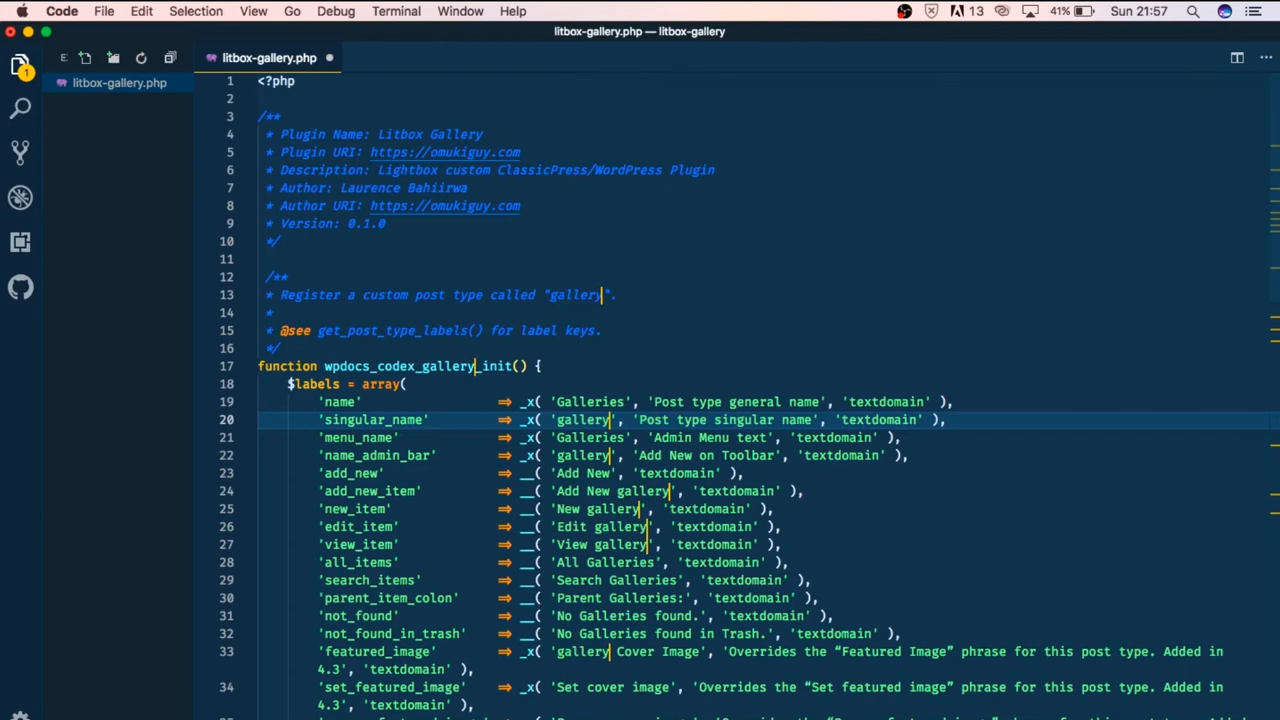 Code File Edit Selection View Go Debug Terminal Window Help 13 41% Sun 21:57
litbox-gallery.php — litbox-gallery
E litbox-gallery.php
1 litbox-gallery.php
1 <?php
2
3 /**
4 * Plugin Name: Litbox Gallery
5 * Plugin URI: https://omukiguy.com
6 * Description: Lightbox custom ClassicPress/WordPress Plugin
7 * Author: Laurence Bahiirwa
8 * Author URI: https://omukiguy.com
9 * Version: 0.1.0
10 */
11
12 /**
13 * Register a custom post type called "gallery".
14 *
15 * @see get_post_type_labels() for label keys.
16 */
17 function wpdocs_codex_gallery_init() {
18 $labels = array(
19 'name' => _x( 'Galleries', 'Post type general name', 'textdomain' ),
20 'singular_name' => _x( 'gallery', 'Post type singular name', 'textdomain' ),
21 'menu_name' => _x( 'Galleries', 'Admin Menu text', 'textdomain' ),
22 'name_admin_bar' => _x( 'gallery', 'Add New on Toolbar', 'textdomain' ),
23 'add_new' => __( 'Add New', 'textdomain' ),
24 'add_new_item' => __( 'Add New gallery', 'textdomain' ),
25 'new_item' => __( 'New gallery', 'textdomain' ),
26 'edit_item' => __( 'Edit gallery', 'textdomain' ),
27 'view_item' => __( 'View gallery', 'textdomain' ),
28 'all_items' => __( 'All Galleries', 'textdomain' ),
29 'search_items' => __( 'Search Galleries', 'textdomain' ),
30 'parent_item_colon' => __( 'Parent Galleries:', 'textdomain' ),
31 'not_found' => __( 'No Galleries found.', 'textdomain' ),
32 'not_found_in_trash' => __( 'No Galleries found in Trash.', 'textdomain' ),
33 'featured_image' => _x( 'gallery Cover Image', 'Overrides the “Featured Image” phrase for this post type. Added in
4.3', 'textdomain' ),
34 'set_featured_image' => _x( 'Set cover image', 'Overrides the “Set featured image” phrase for this post type. Added in
4.3', 'textdomain' ),